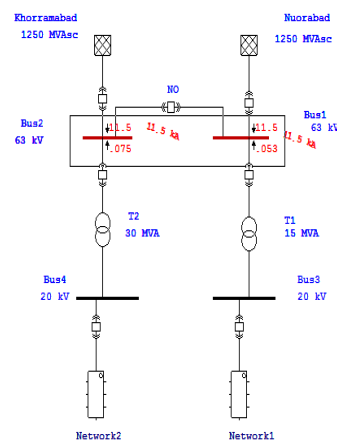 Khorramabad
1250 MVAsc
Nuorabad
1250 MVAsc
NO
Bus2
63 kV
11.5
11.5 kA
.075
Bus1
63 kV
11.5
11.5 kA
.053
T2
30 MVA
T1
15 MVA
Bus4
20 kV
Bus3
20 kV
Network2
Network1